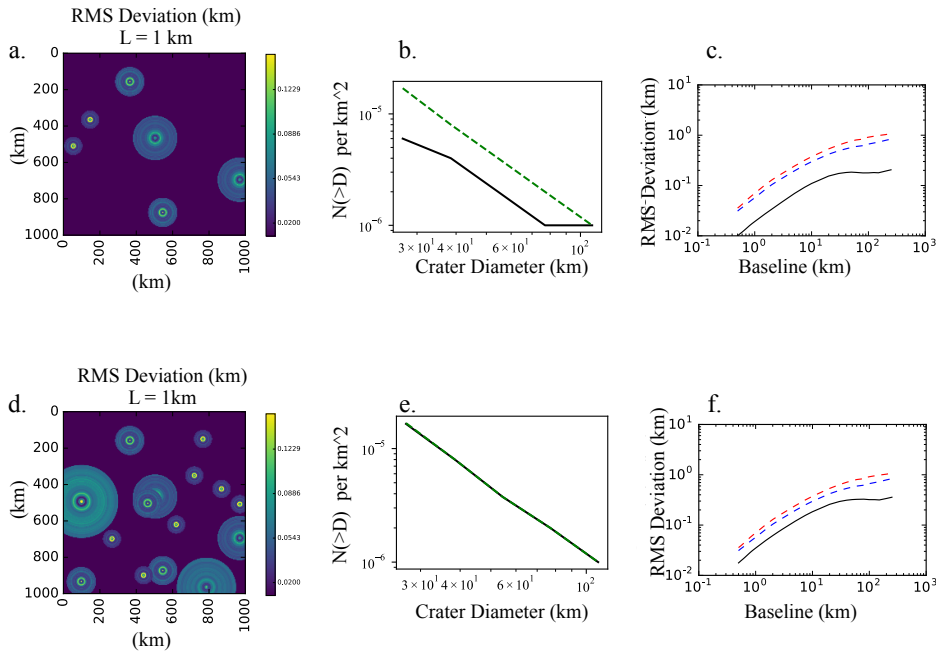 RMS Deviation (km)
L = 1 km
a.
0
200
400
600
800
1000
(km)
0
200
400
600
800
1000
(km)
0.1229
0.0886
0.0543
0.0200
b.
N(>D) per km^2
10^-5
10^-6
3 × 10^1
4 × 10^1
6 × 10^1
10^2
Crater Diameter (km)
c.
RMS Deviation (km)
10^1
10^0
10^-1
10^-2
10^-1
10^0
10^1
10^2
10^3
Baseline (km)
RMS Deviation (km)
L = 1km
d.
0
200
400
600
800
1000
(km)
0
200
400
600
800
1000
(km)
0.1229
0.0886
0.0543
0.0200
e.
N(>D) per km^2
10^-5
10^-6
3 × 10^1
4 × 10^1
6 × 10^1
10^2
Crater Diameter (km)
f.
RMS Deviation (km)
10^1
10^0
10^-1
10^-2
10^-1
10^0
10^1
10^2
10^3
Baseline (km)